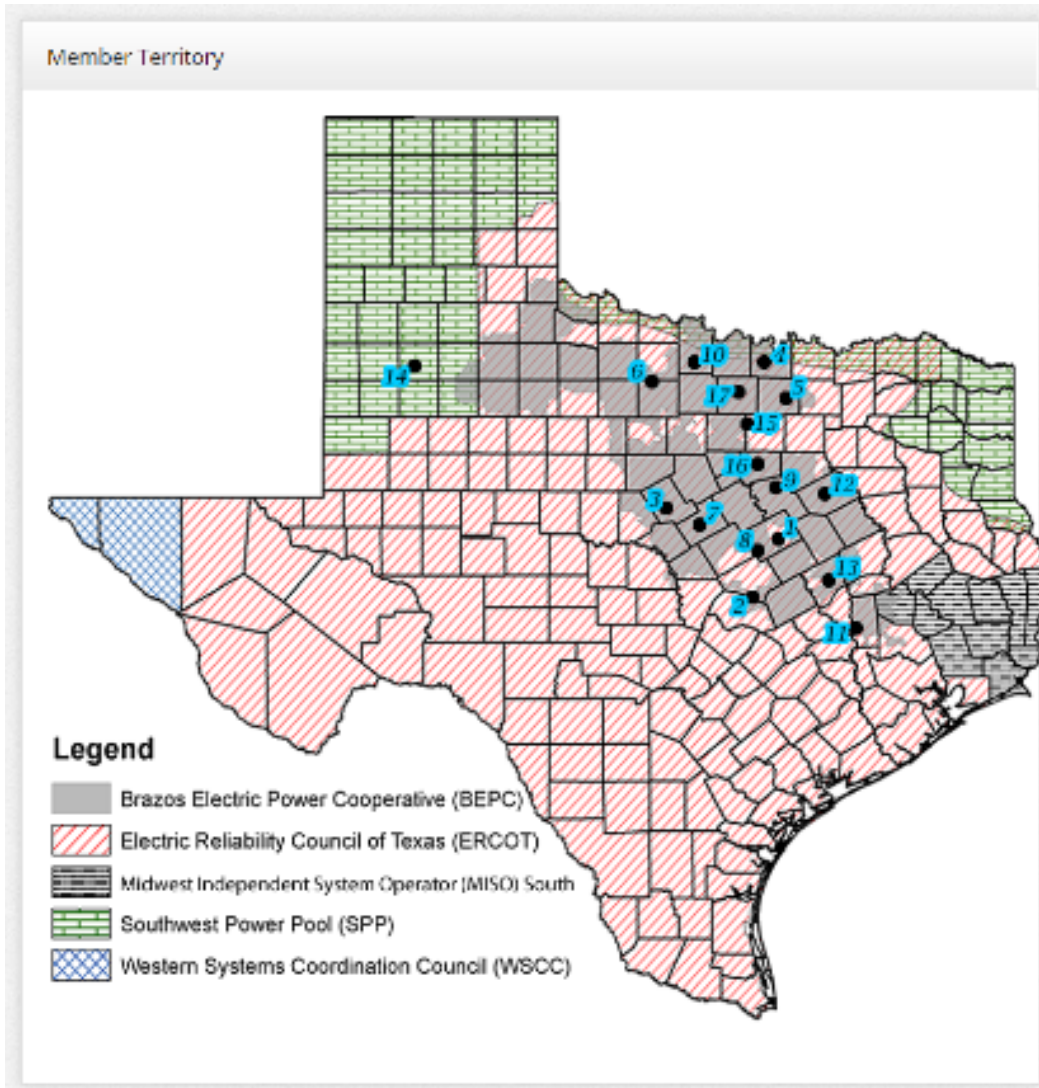 Member Territory
10
4
14
6
17
5
15
16
9
12
3
7
1
8
13
2
11
Legend
Brazos Electric Power Cooperative (BEPC)
Electric Reliability Council of Texas (ERCOT)
Midwest Independent System Operator (MISO) South
Southwest Power Pool (SPP)
Western Systems Coordination Council (WSCC)